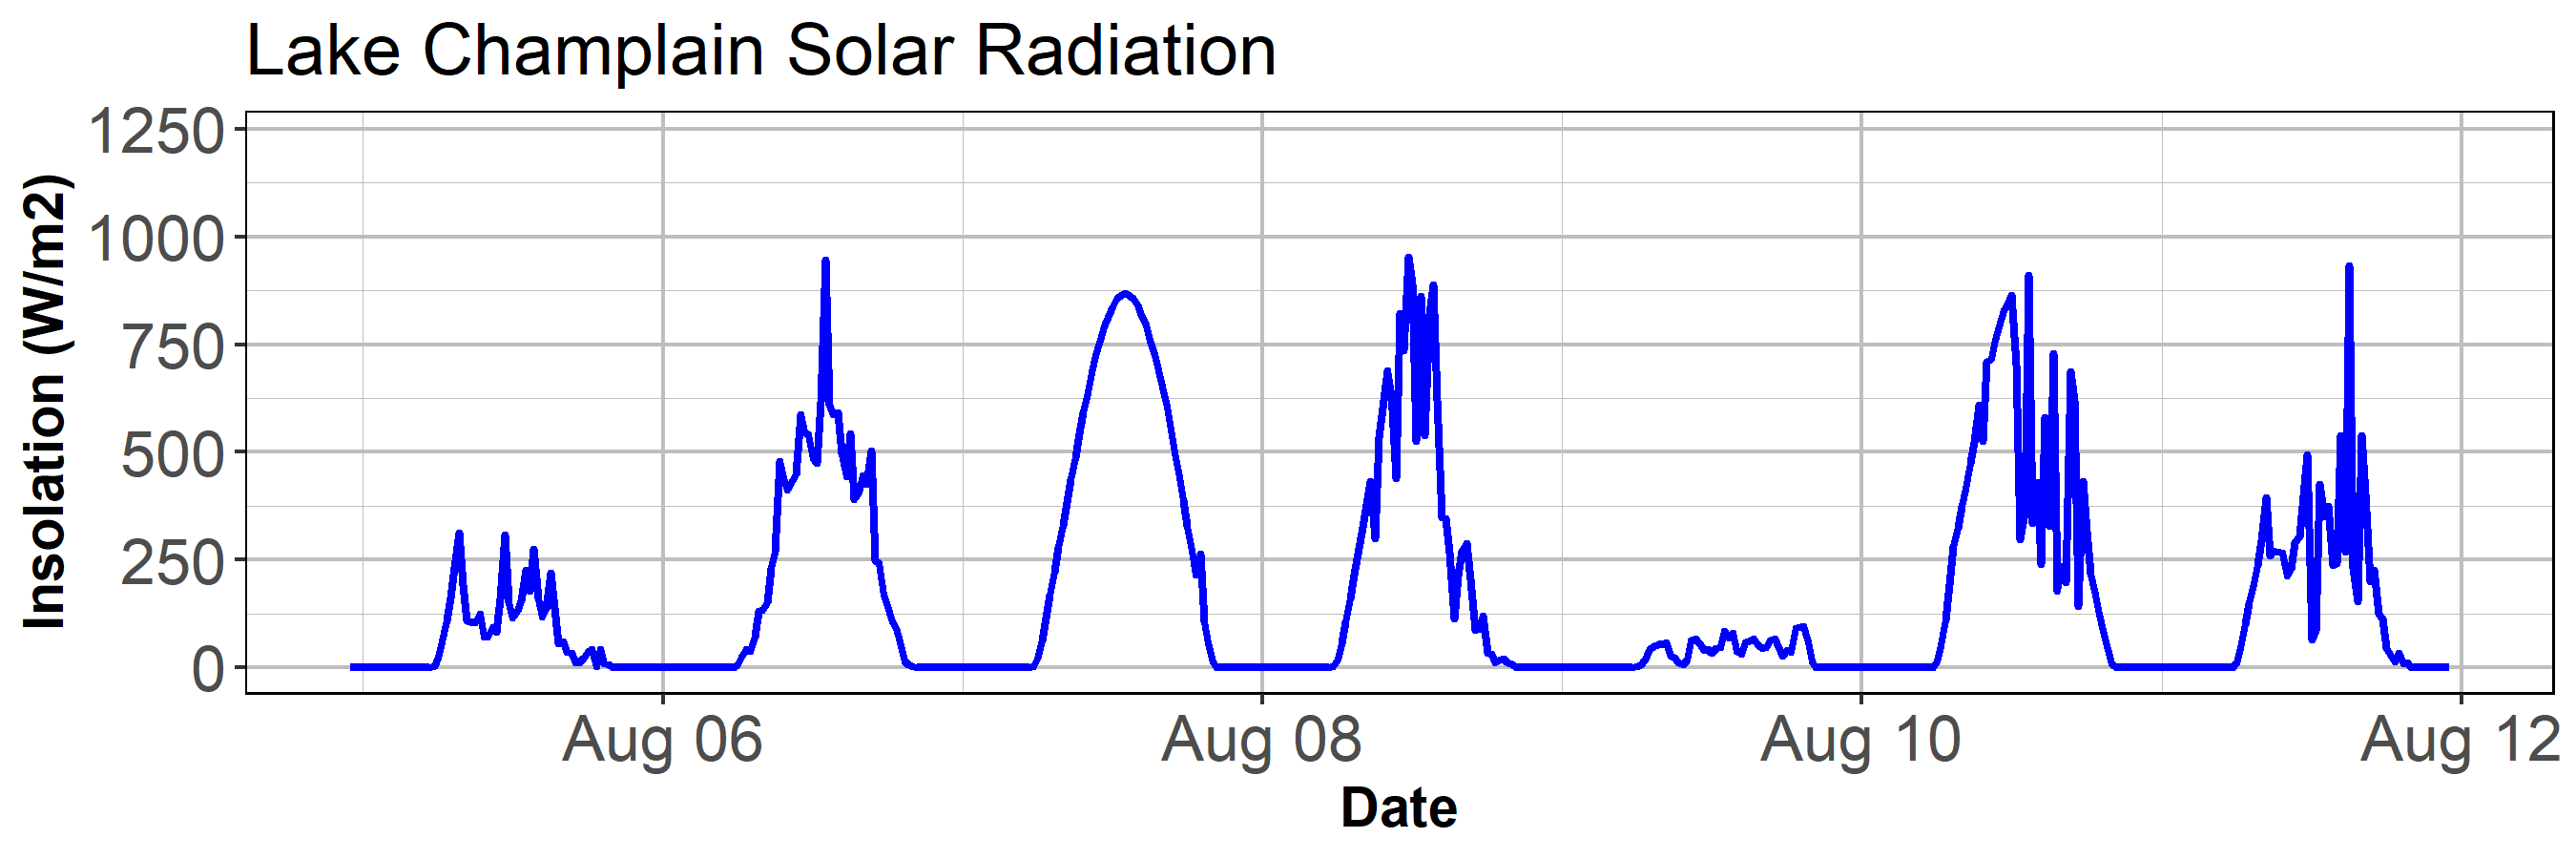 Lake Champlain Solar Radiation
1250
1000
750
500
250
0
Insolation (W/m2)
Aug 06
Aug 08
Aug 10
Aug 12
Date